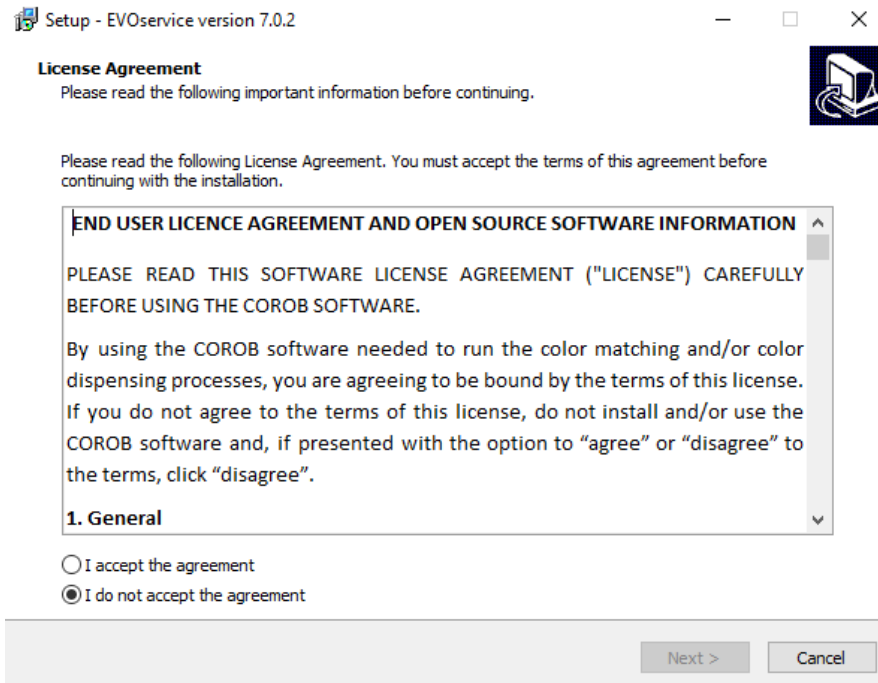 Setup - EVOservice version 7.0.2
License Agreement
Please read the following important information before continuing.
Please read the following License Agreement. You must accept the terms of this agreement before
continuing with the installation.
END USER LICENCE AGREEMENT AND OPEN SOURCE SOFTWARE INFORMATION
PLEASE READ THIS SOFTWARE LICENSE AGREEMENT ("LICENSE") CAREFULLY
BEFORE USING THE COROB SOFTWARE.
By using the COROB software needed to run the color matching and/or color
dispensing processes, you are agreeing to be bound by the terms of this license.
If you do not agree to the terms of this license, do not install and/or use the
COROB software and, if presented with the option to “agree” or “disagree” to
the terms, click “disagree”.
1. General
I accept the agreement
I do not accept the agreement
Next >
Cancel